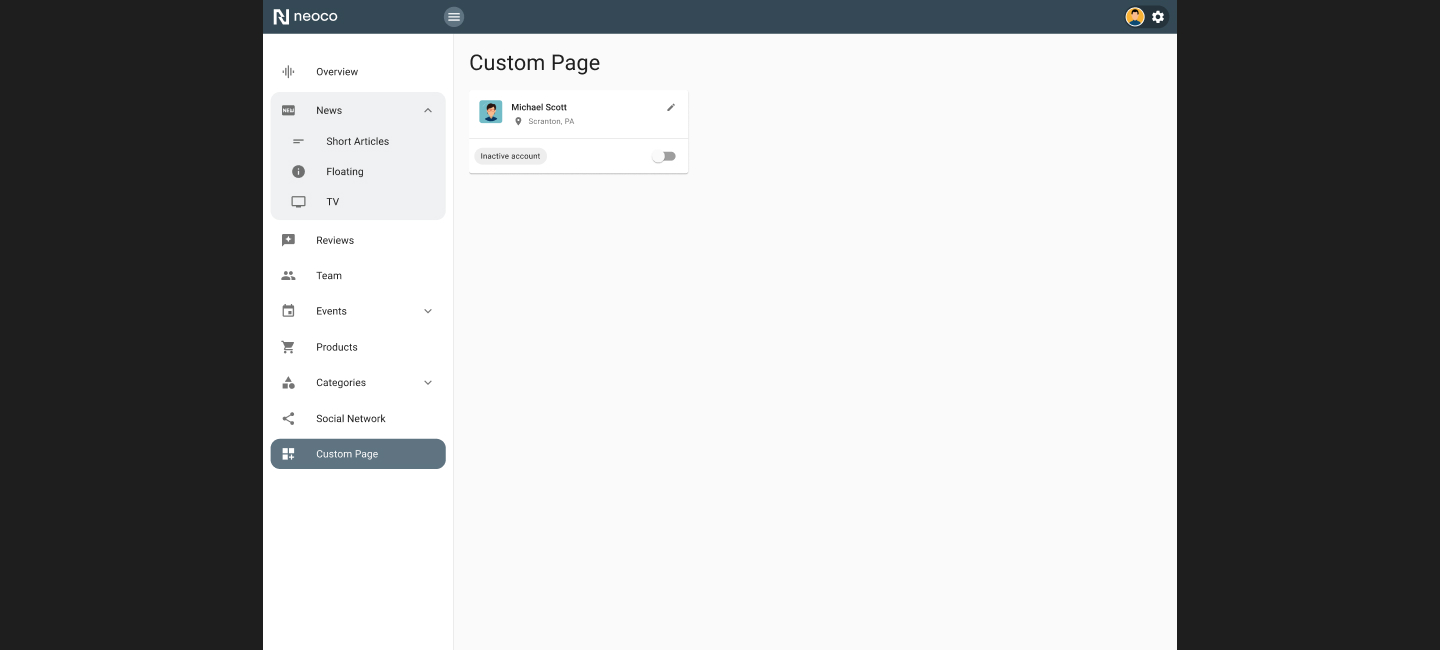 neoco
Overview
NEW
News
Short Articles
Floating
TV
Reviews
Team
Events
Products
Categories
Social Network
Custom Page
Custom Page
Michael Scott
Scranton, PA
Inactive account